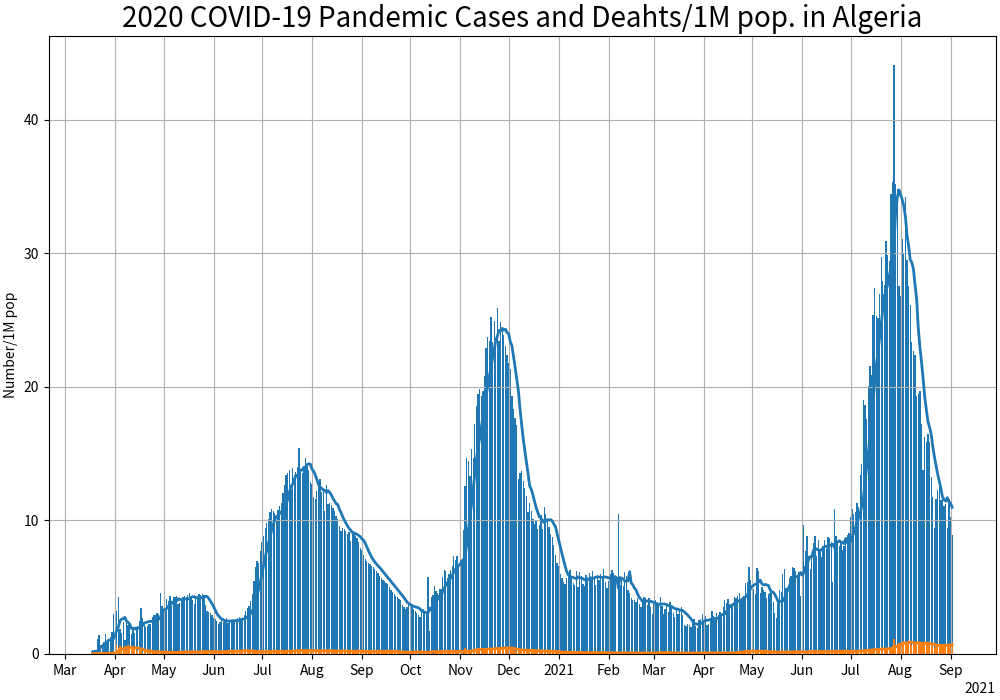 2020 COVID-19 Pandemic Cases and Deahts/1M pop. in Algeria
Number/1M pop
40
30
20
10
0
Mar Apr May Jun Jul Aug Sep Oct Nov Dec 2021 Feb Mar Apr May Jun Jul Aug Sep
2021